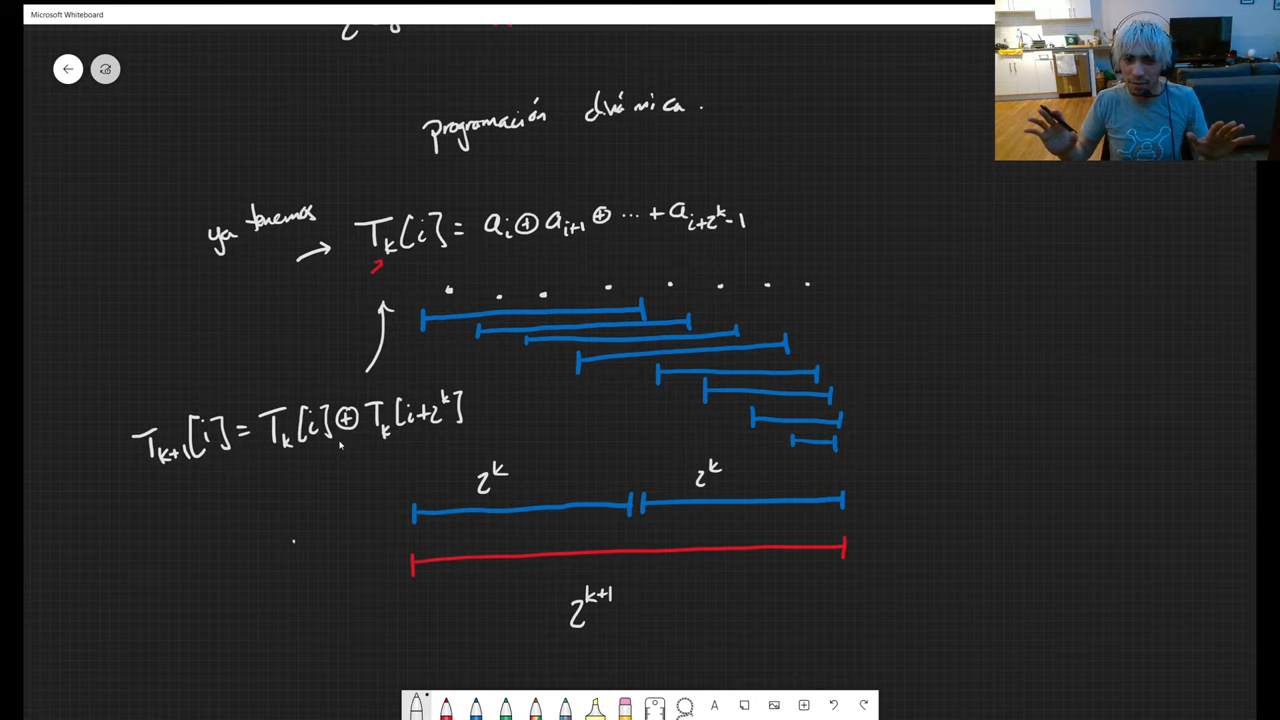 Microsoft Whiteboard
programación dinámica.
ya tenemos → T_k[i] = a_i ⊕ a_{i+1} ⊕ ... + a_{i+2^k-1}
T_{k+1}[i] = T_k[i] ⊕ T_k[i+2^k]
2^k 2^k
2^{k+1}
A